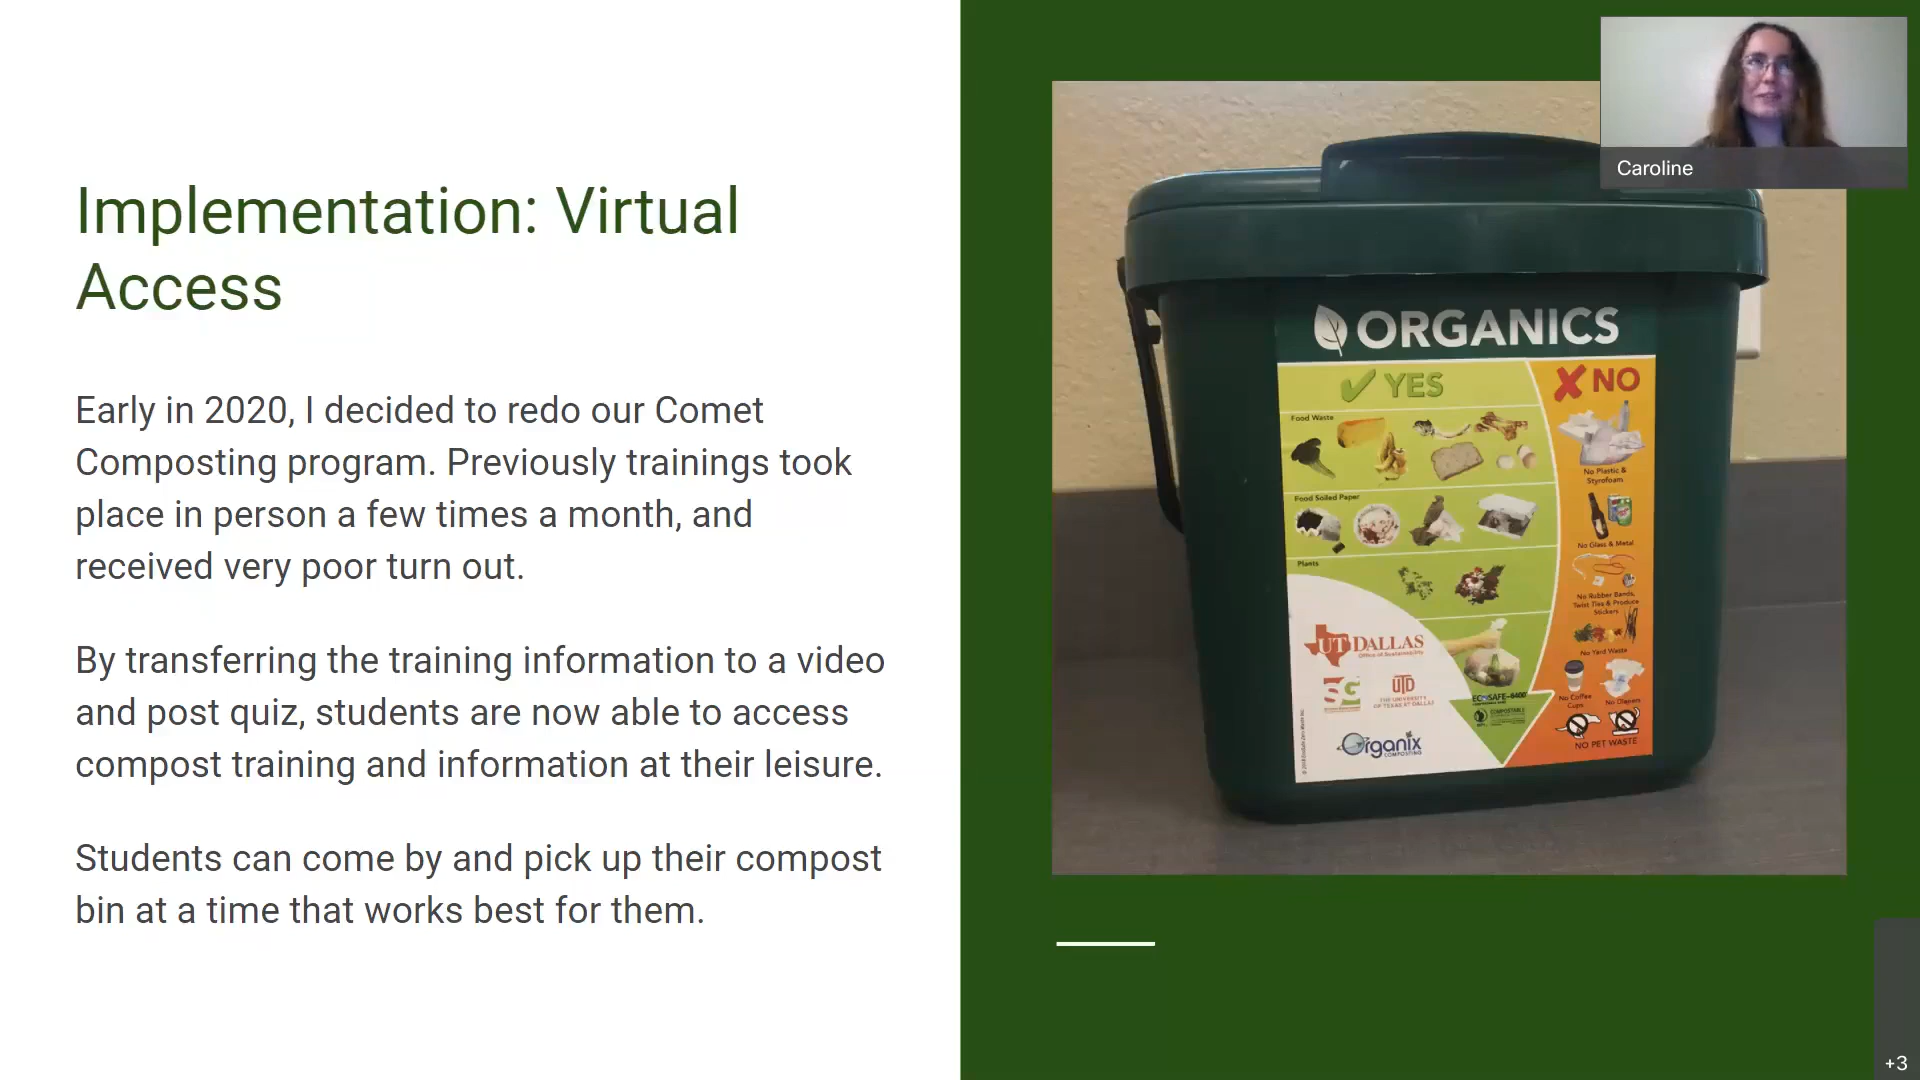 Implementation: Virtual
Access
Early in 2020, I decided to redo our Comet
Composting program. Previously trainings took
place in person a few times a month, and
received very poor turn out.
By transferring the training information to a video
and post quiz, students are now able to access
compost training and information at their leisure.
Students can come by and pick up their compost
bin at a time that works best for them.
Caroline
ORGANICS
YES
NO
Food Waste
No Plastic &
Styrofoam
Food Soiled Paper
No Glass & Metal
Plants
No Rubber Bands,
Twist Ties & Produce
Stickers
No Yard Waste
UT DALLAS
Office of Sustainability
SG
UTD
THE UNIVERSITY
OF TEXAS AT DALLAS
ECOSAFE-6400
COMPOSTABLE
No Coffee
Cups
No Diapers
NO PET WASTE
Organix
COMPOSTING
+3